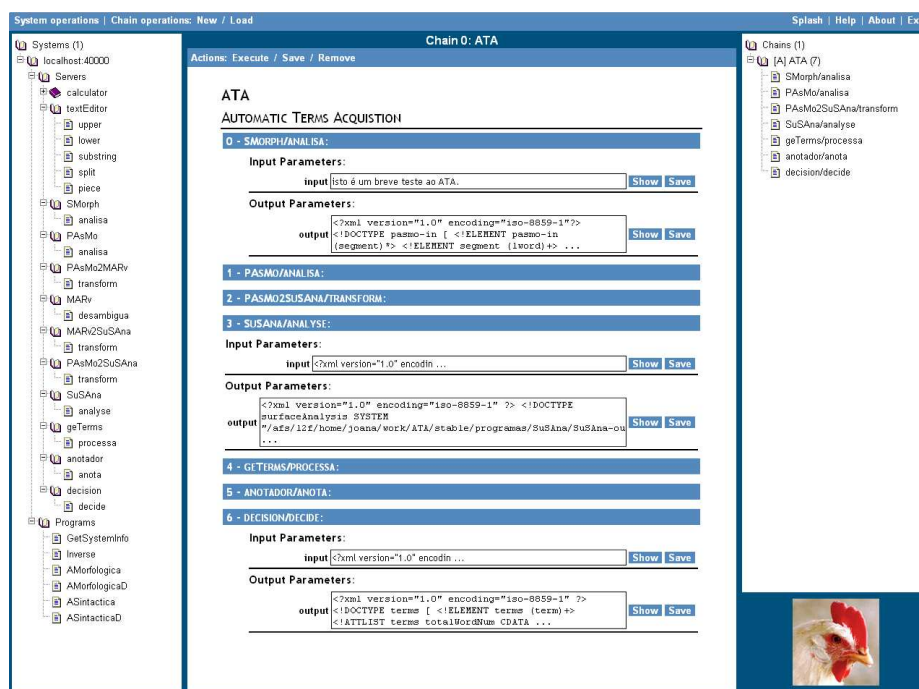 System operations | Chain operations: New / Load
Splash | Help | About | Ex
Systems (1)
localhost:40000
Servers
calculator
textEditor
upper
lower
substring
split
piece
SMorph
analisa
PAsMo
analisa
PAsMo2MARv
transform
MARv
desambigua
MARv2SuSAna
transform
PAsMo2SuSAna
transform
SuSAna
analyse
geTerms
processa
anotador
anota
decision
decide
Programs
GetSystemInfo
Inverse
AMorfologica
AMorfologicaD
ASintactica
ASintacticaD
Chain 0: ATA
Actions: Execute / Save / Remove
ATA
AUTOMATIC TERMS ACQUISTION
0 - SMORPH/ANALISA:
Input Parameters:
input isto é um breve teste ao ATA. Show Save
Output Parameters:
<?xml version="1.0" encoding="iso-8859-1"?>
output <!DOCTYPE pasmo-in [ <!ELEMENT pasmo-in Show Save
(segment)*> <!ELEMENT segment (lword)+> ...
1 - PASMO/ANALISA:
2 - PASMO2SUSANA/TRANSFORM:
3 - SUSANA/ANALYSE:
Input Parameters:
input <?xml version="1.0" encodin ... Show Save
Output Parameters:
<?xml version="1.0" encoding="iso-8859-1" ?> <!DOCTYPE
surfaceAnalysis SYSTEM
output "/afs/l2f/home/joana/work/ATA/stable/programas/SuSAna/SuSAna-ou Show Save
...
4 - GETERMS/PROCESSA:
5 - ANOTADOR/ANOTA:
6 - DECISION/DECIDE:
Input Parameters:
input <?xml version="1.0" encodin ... Show Save
Output Parameters:
<?xml version="1.0" encoding="iso-8859-1" ?>
output <!DOCTYPE terms [ <!ELEMENT terms (term)+> Show Save
<!ATTLIST terms totalWordNum CDATA ...
Chains (1)
[A] ATA (7)
SMorph/analisa
PAsMo/analisa
PAsMo2SuSAna/transform
SuSAna/analyse
geTerms/processa
anotador/anota
decision/decide